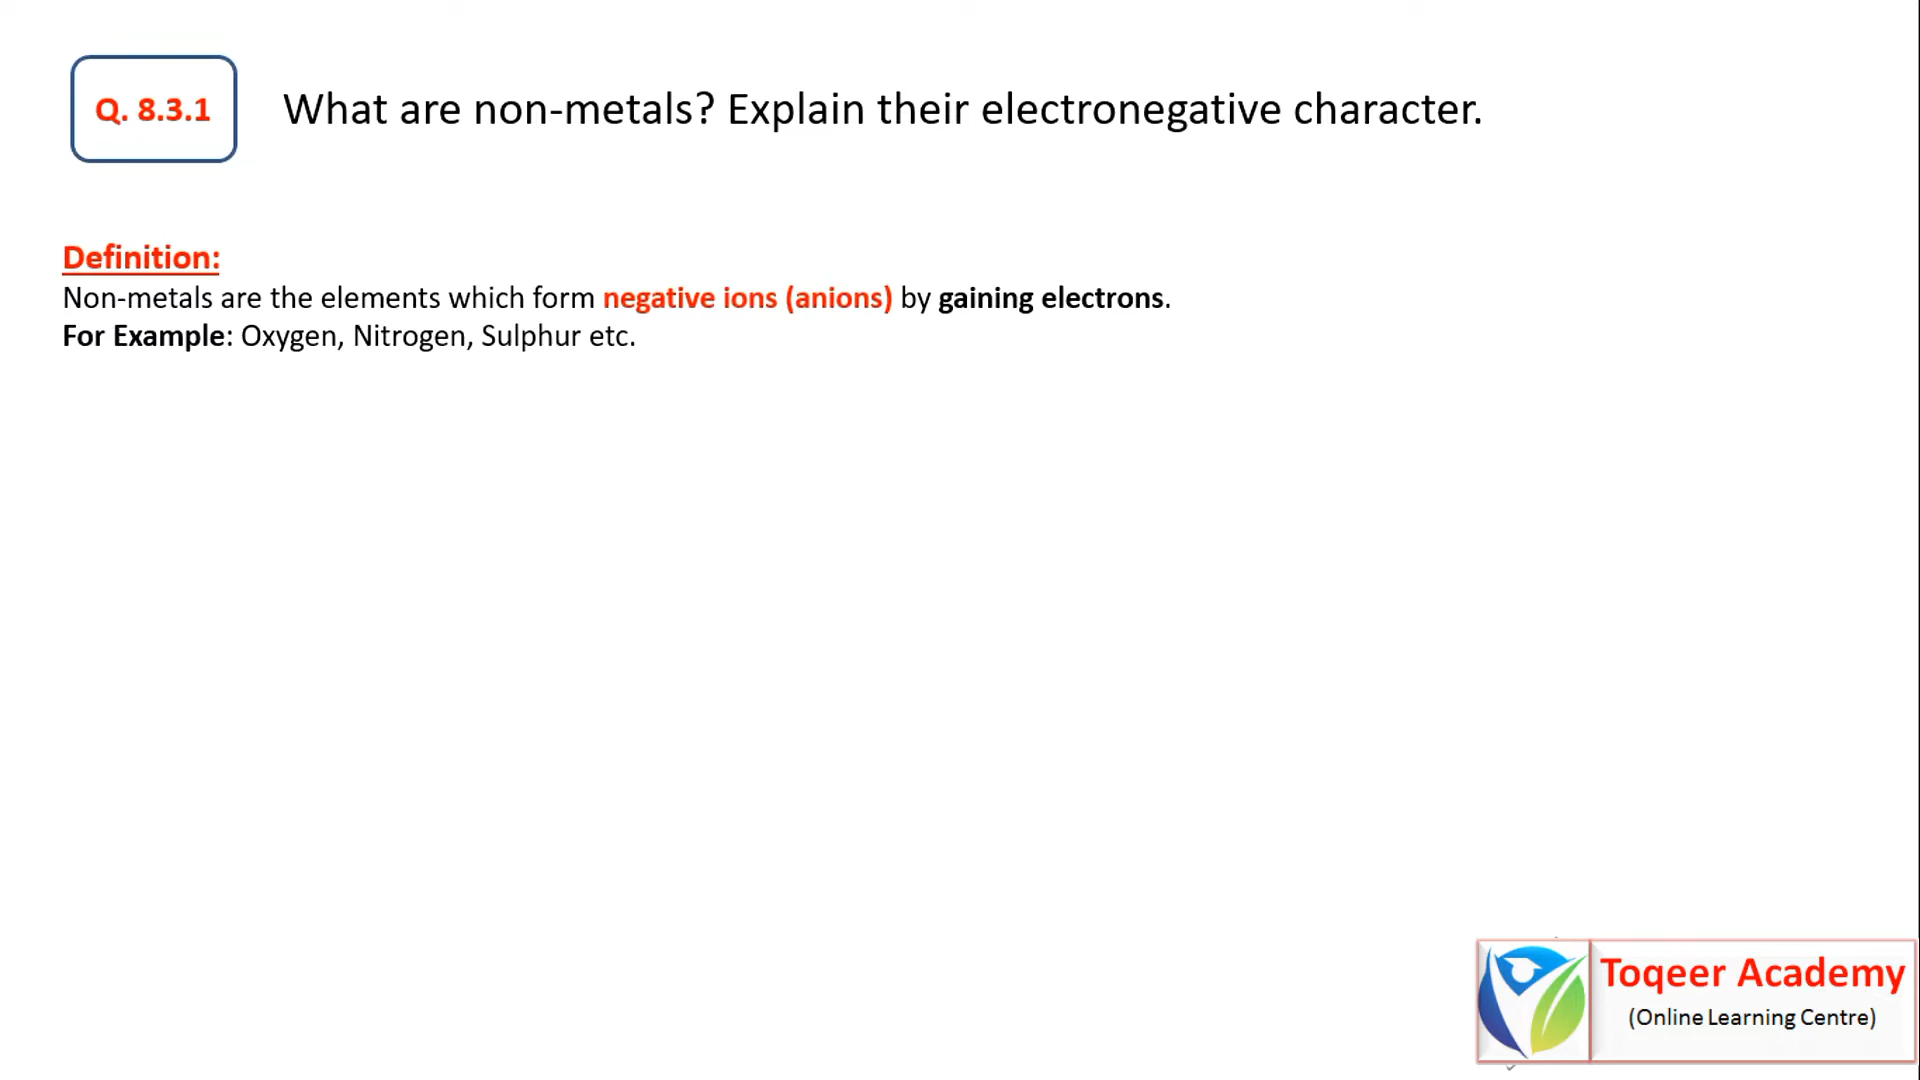 Q. 8.3.1
What are non-metals? Explain their electronegative character.
Definition:
Non-metals are the elements which form negative ions (anions) by gaining electrons.
For Example: Oxygen, Nitrogen, Sulphur etc.
Toqeer Academy
(Online Learning Centre)